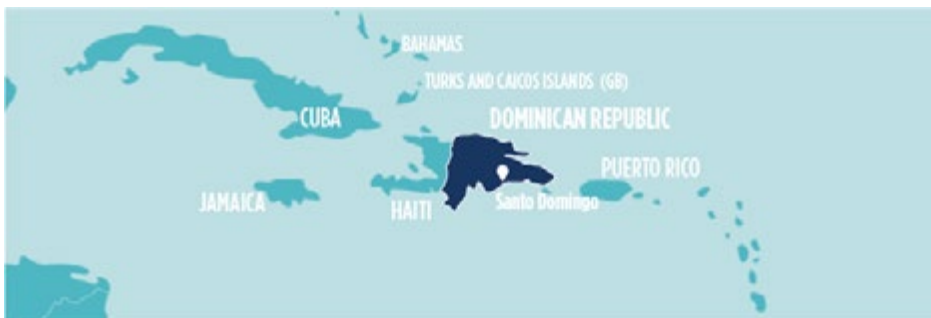 BAHAMAS
TURKS AND CAICOS ISLANDS (GB)
CUBA
DOMINICAN REPUBLIC
PUERTO RICO
JAMAICA
HAITI
Santo Domingo